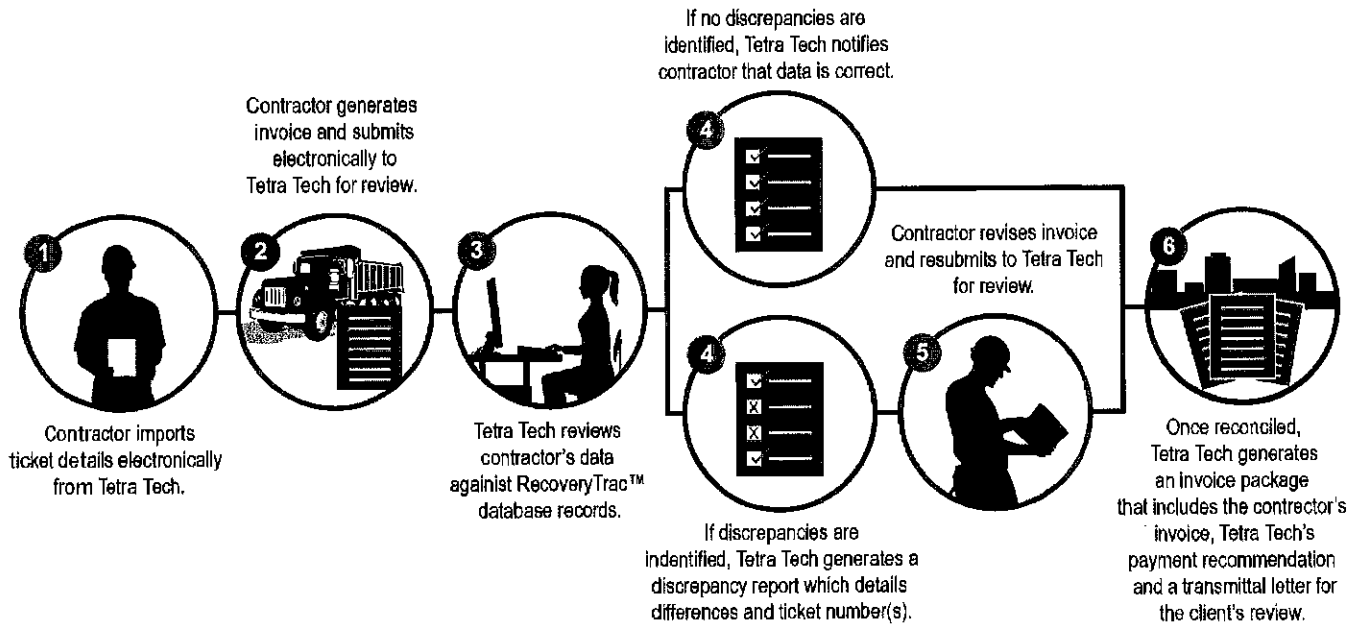 1
Contractor imports
ticket details electronically
from Tetra Tech.
Contractor generates
invoice and submits
electronically to
Tetra Tech for review.
2
3
Tetra Tech reviews
contractor's data
againist RecoveryTrac™
database records.
If no discrepancies are
identified, Tetra Tech notifies
contractor that data is correct.
4
4
If discrepancies are
indentified, Tetra Tech generates a
discrepancy report which details
differences and ticket number(s).
Contractor revises invoice
and resubmits to Tetra Tech
for review.
5
6
Once reconciled,
Tetra Tech generates
an invoice package
that includes the contractor's
invoice, Tetra Tech's
payment recommendation
and a transmittal letter for
the client's review.